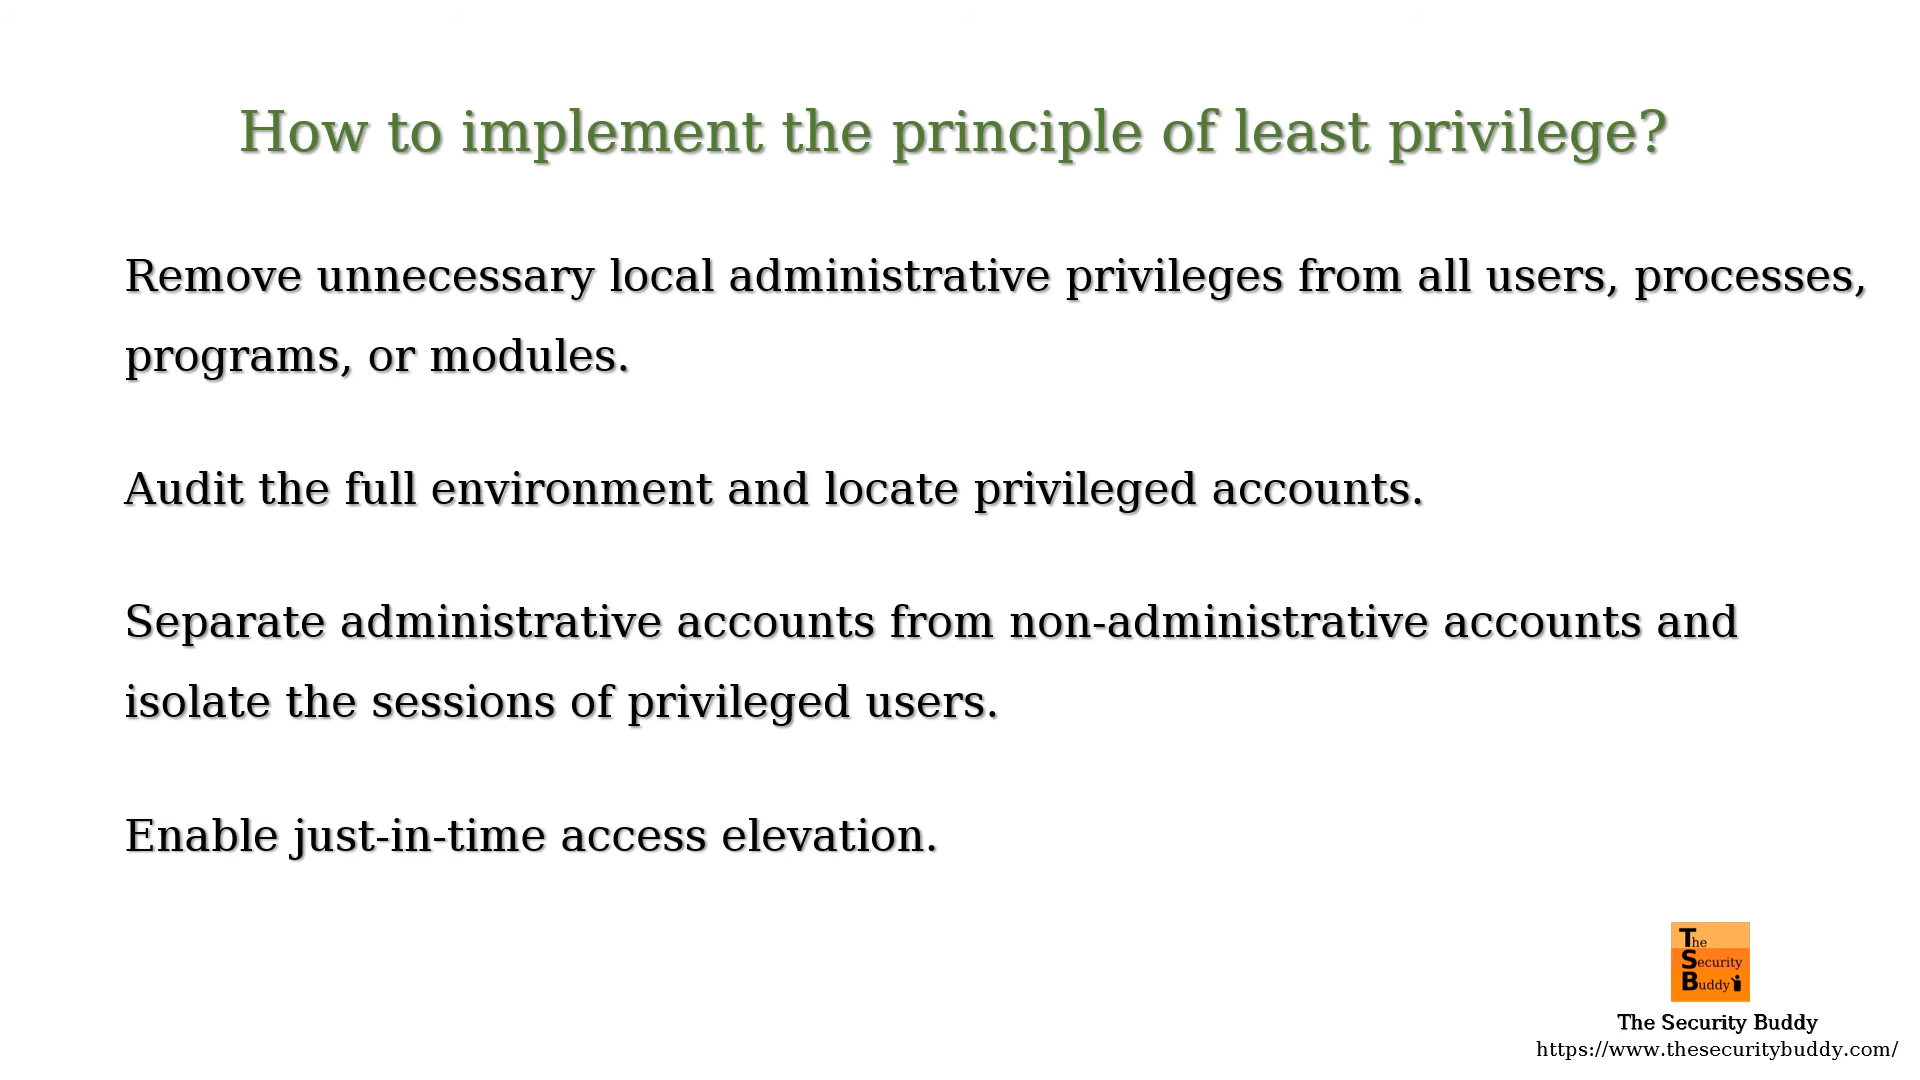 How to implement the principle of least privilege?
Remove unnecessary local administrative privileges from all users, processes,
programs, or modules.
Audit the full environment and locate privileged accounts.
Separate administrative accounts from non-administrative accounts and
isolate the sessions of privileged users.
Enable just-in-time access elevation.
The
Security
Buddy
The Security Buddy
https://www.thesecuritybuddy.com/